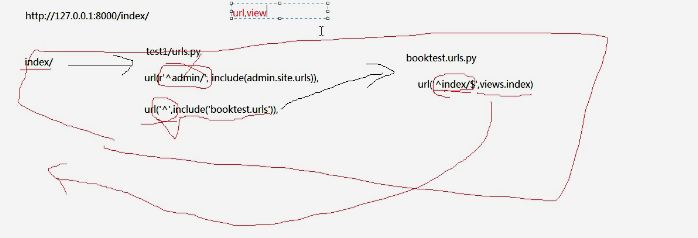 http://127.0.0.1:8000/index/
url,view
index/
test1/urls.py
url(r'^admin/', include(admin.site.urls)),
url('^',include('booktest.urls')),
booktest.urls.py
url('^index/$',views.index)